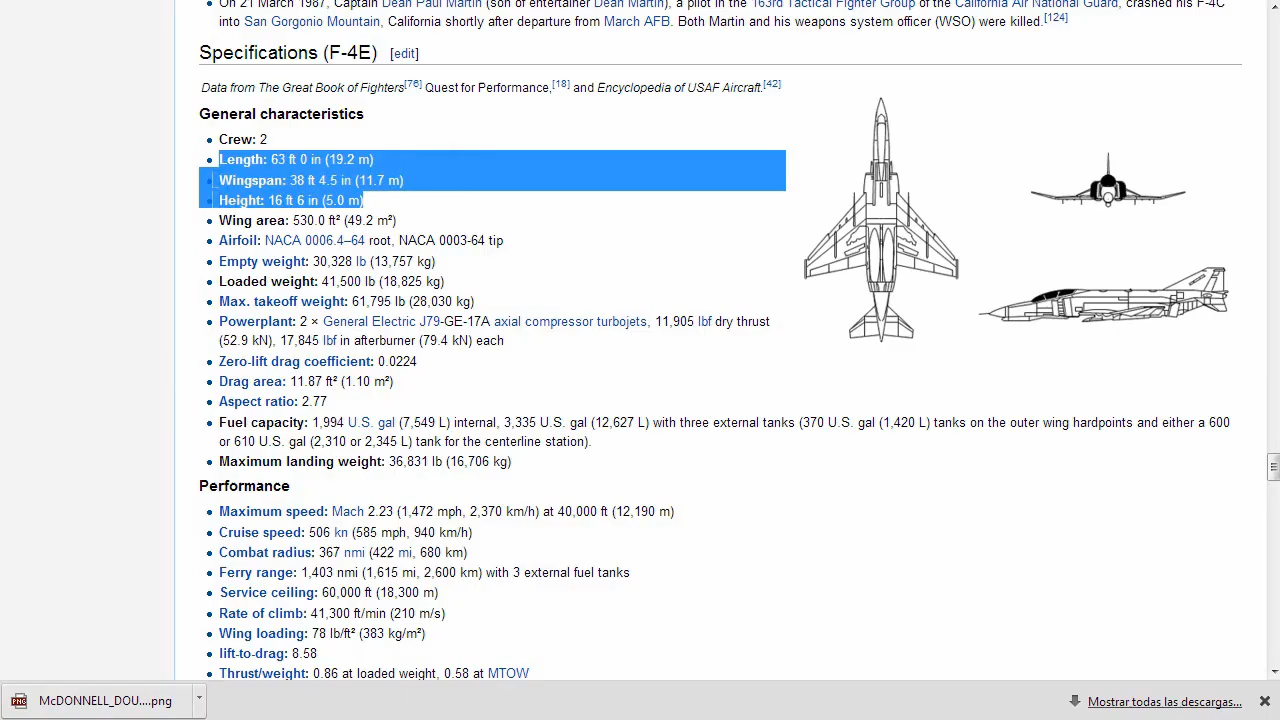 On 21 March 1987, Captain Dean Paul Martin (son of entertainer Dean Martin), a pilot in the 163rd Tactical Fighter Group of the California Air National Guard, crashed his F-4C
into San Gorgonio Mountain, California shortly after departure from March AFB. Both Martin and his weapons system officer (WSO) were killed.[124]
Specifications (F-4E) [edit]
Data from The Great Book of Fighters[76] Quest for Performance,[18] and Encyclopedia of USAF Aircraft.[42]
General characteristics
Crew: 2
Length: 63 ft 0 in (19.2 m)
Wingspan: 38 ft 4.5 in (11.7 m)
Height: 16 ft 6 in (5.0 m)
Wing area: 530.0 ft² (49.2 m²)
Airfoil: NACA 0006.4–64 root, NACA 0003-64 tip
Empty weight: 30,328 lb (13,757 kg)
Loaded weight: 41,500 lb (18,825 kg)
Max. takeoff weight: 61,795 lb (28,030 kg)
Powerplant: 2 × General Electric J79-GE-17A axial compressor turbojets, 11,905 lbf dry thrust
(52.9 kN), 17,845 lbf in afterburner (79.4 kN) each
Zero-lift drag coefficient: 0.0224
Drag area: 11.87 ft² (1.10 m²)
Aspect ratio: 2.77
Fuel capacity: 1,994 U.S. gal (7,549 L) internal, 3,335 U.S. gal (12,627 L) with three external tanks (370 U.S. gal (1,420 L) tanks on the outer wing hardpoints and either a 600
or 610 U.S. gal (2,310 or 2,345 L) tank for the centerline station).
Maximum landing weight: 36,831 lb (16,706 kg)
Performance
Maximum speed: Mach 2.23 (1,472 mph, 2,370 km/h) at 40,000 ft (12,190 m)
Cruise speed: 506 kn (585 mph, 940 km/h)
Combat radius: 367 nmi (422 mi, 680 km)
Ferry range: 1,403 nmi (1,615 mi, 2,600 km) with 3 external fuel tanks
Service ceiling: 60,000 ft (18,300 m)
Rate of climb: 41,300 ft/min (210 m/s)
Wing loading: 78 lb/ft² (383 kg/m²)
lift-to-drag: 8.58
Thrust/weight: 0.86 at loaded weight, 0.58 at MTOW
McDONNELL_DOU....png
Mostrar todas las descargas...